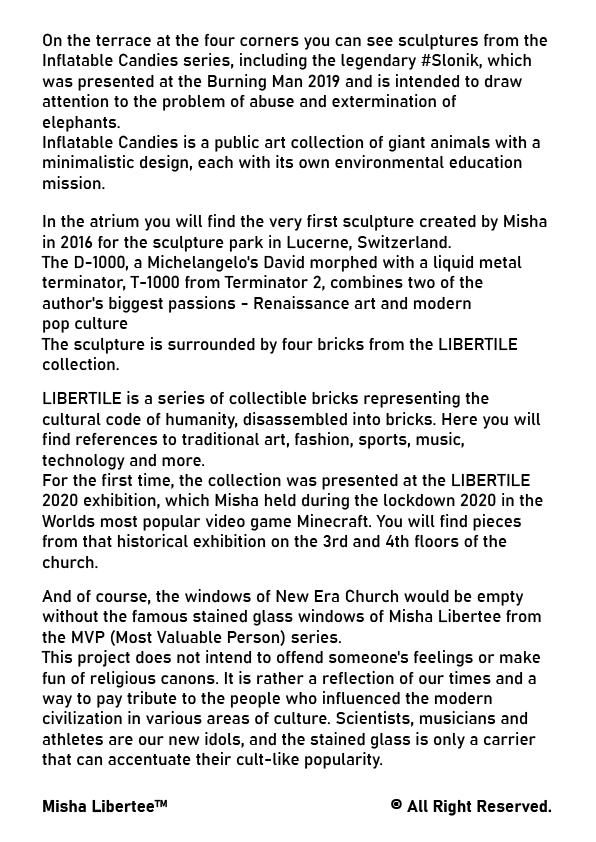 On the terrace at the four corners you can see sculptures from the
Inflatable Candies series, including the legendary #Slonik, which
was presented at the Burning Man 2019 and is intended to draw
attention to the problem of abuse and extermination of
elephants.
Inflatable Candies is a public art collection of giant animals with a
minimalistic design, each with its own environmental education
mission.
In the atrium you will find the very first sculpture created by Misha
in 2016 for the sculpture park in Lucerne, Switzerland.
The D-1000, a Michelangelo's David morphed with a liquid metal
terminator, T-1000 from Terminator 2, combines two of the
author's biggest passions - Renaissance art and modern
pop culture
The sculpture is surrounded by four bricks from the LIBERTILE
collection.
LIBERTILE is a series of collectible bricks representing the
cultural code of humanity, disassembled into bricks. Here you will
find references to traditional art, fashion, sports, music,
technology and more.
For the first time, the collection was presented at the LIBERTILE
2020 exhibition, which Misha held during the lockdown 2020 in the
Worlds most popular video game Minecraft. You will find pieces
from that historical exhibition on the 3rd and 4th floors of the
church.
And of course, the windows of New Era Church would be empty
without the famous stained glass windows of Misha Libertee from
the MVP (Most Valuable Person) series.
This project does not intend to offend someone's feelings or make
fun of religious canons. It is rather a reflection of our times and a
way to pay tribute to the people who influenced the modern
civilization in various areas of culture. Scientists, musicians and
athletes are our new idols, and the stained glass is only a carrier
that can accentuate their cult-like popularity.
Misha Libertee™ © All Right Reserved.